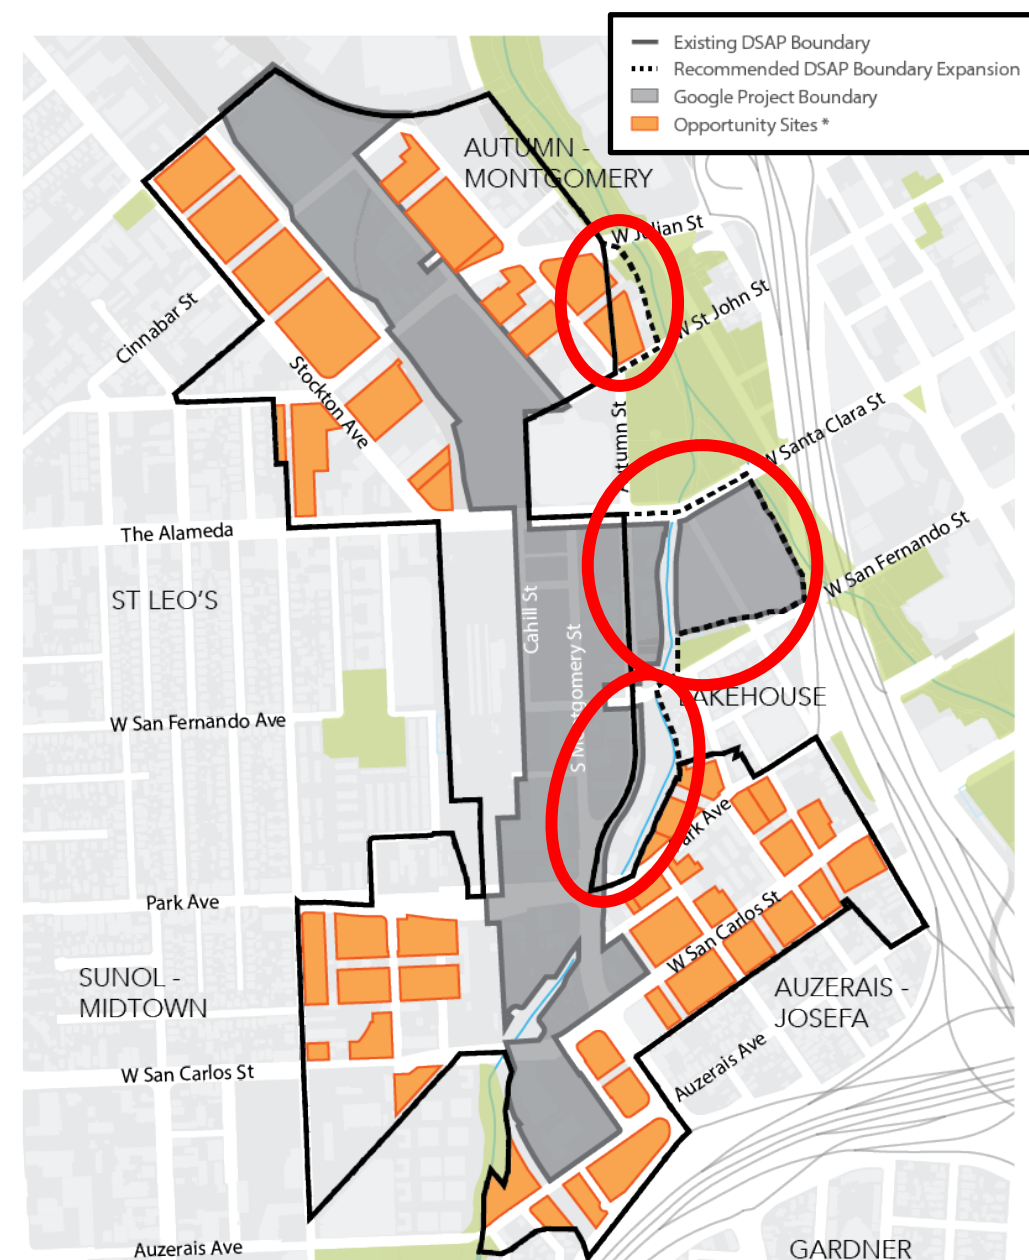 Existing DSAP Boundary
Recommended DSAP Boundary Expansion
Google Project Boundary
Opportunity Sites *
AUTUMN -
MONTGOMERY
W Julian St
W St John St
Cinnabar St
Stockton Ave
Autumn St
W Santa Clara St
The Alameda
W San Fernando St
ST LEO'S
Cahill St
S Montgomery St
LAKEHOUSE
W San Fernando Ave
Park Ave
Park Ave
W San Carlos St
SUNOL -
MIDTOWN
AUZERAIS -
JOSEFA
W San Carlos St
Auzerais Ave
Auzerais Ave
GARDNER